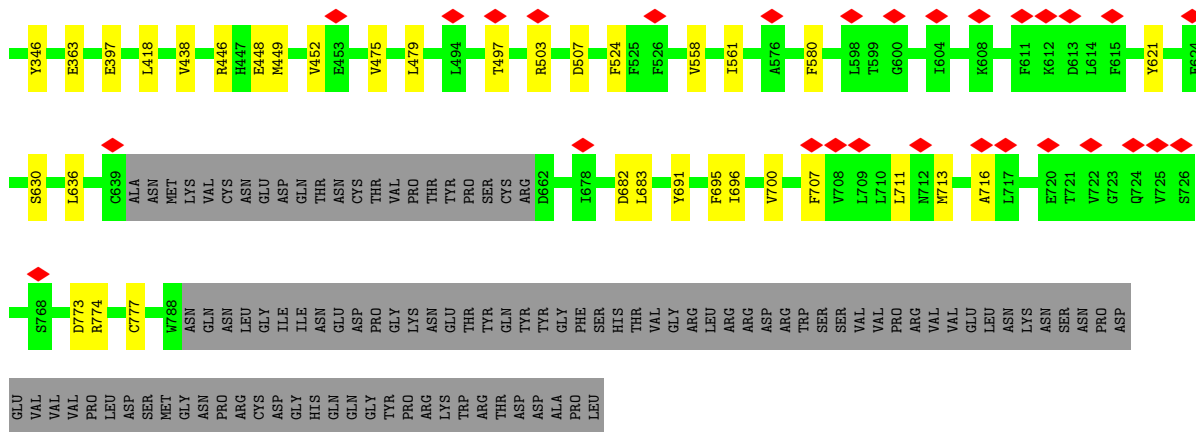 Y346 E363 E397 L418 V438 R446 H447 E448 M449 V452 E453 V475 L479 L494 T497 R503 D507 F524 F525 F526 V558 I561 A576 F580 L598 T599 G600 I604 K608 F611 K612 D613 L614 F615 Y621 F624
S630 L636 C639 ALA ASN MET LYS VAL CYS ASN GLU ASP GLN THR ASN CYS THR VAL PRO THR TYR PRO SER CYS ARG D662 I678 D682 L683 Y691 F695 I696 V700 F707 V708 L709 L710 L711 N712 M713 A716 L717 E720 T721 V722 G723 Q724 V725 S726
S768 D773 R774 C777 W788 ASN GLN ASN LEU GLY ILE ILE ASN GLU ASP PRO GLY LYS ASN GLU THR TYR GLN TYR TYR GLY PHE SER HIS THR VAL GLY ARG LEU ARG ARG ASP ARG TRP SER SER VAL VAL PRO ARG VAL VAL GLU LEU ASN LYS ASN SER ASN PRO ASP
GLU VAL VAL VAL PRO LEU ASP SER MET GLY ASN PRO ARG CYS ASP GLY HIS GLN GLN GLY TYR PRO ARG LYS TRP ARG THR ASP ASP ALA PRO LEU